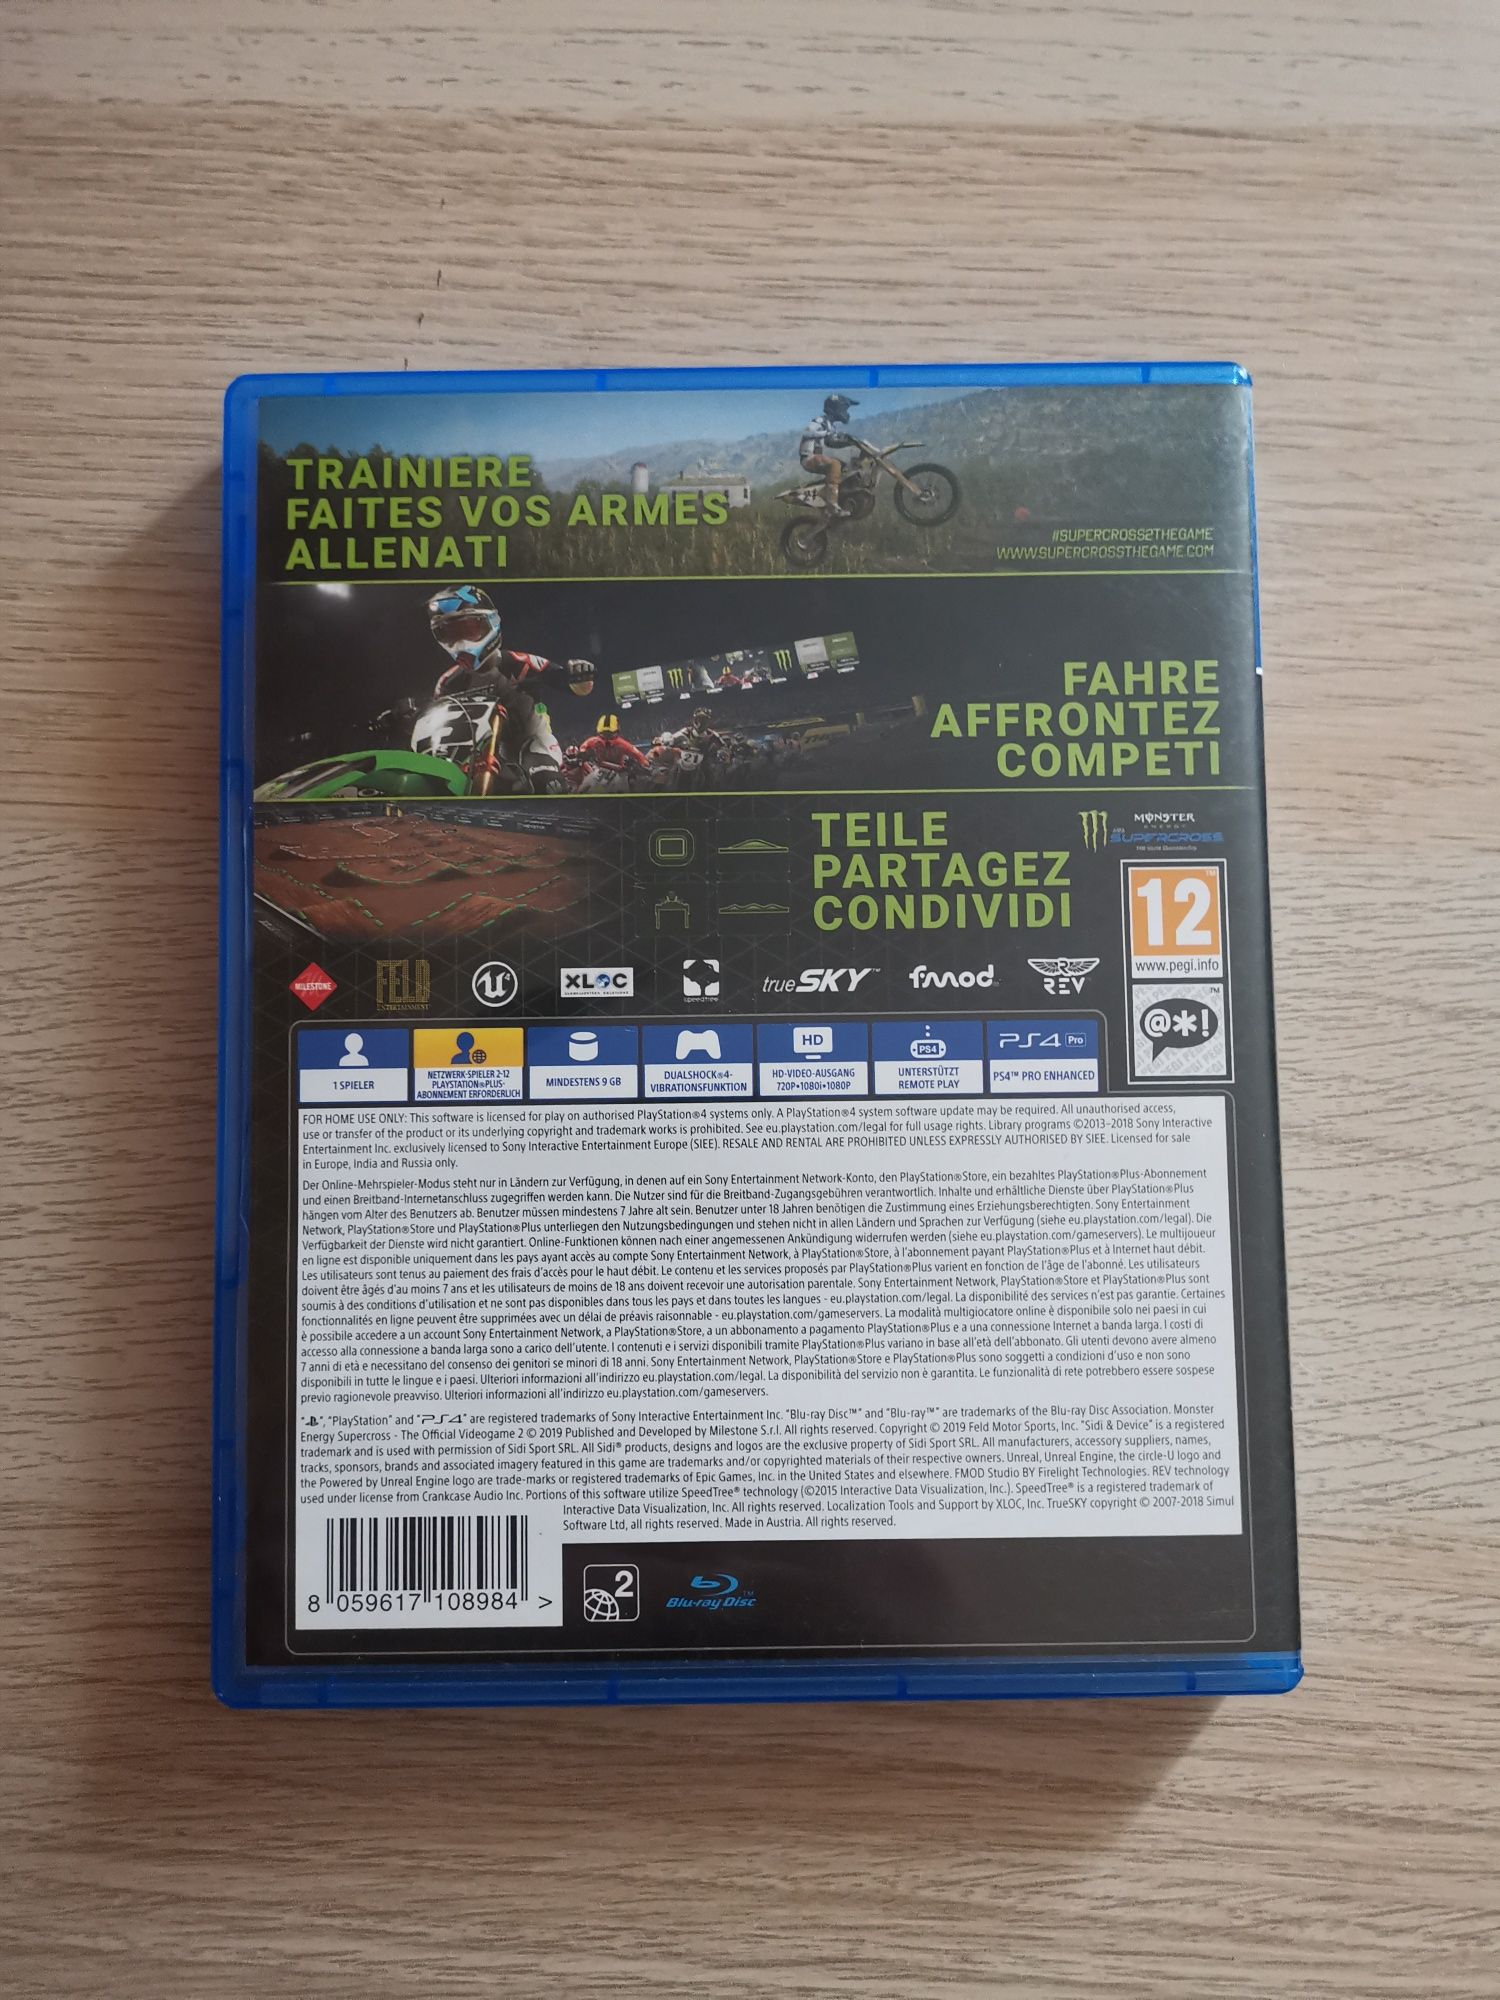 TRAINIERE
FAITES VOS ARMES
ALLENATI
#SUPERCROSS2THEGAME
WWW.SUPERCROSSTHEGAME.COM
FAHRE
AFFRONTEZ
COMPETI
TEILE
PARTAGEZ
CONDIVIDI
MONSTER
ENERGY
SUPERCROSS
12
www.pegi.info
@*!
MILESTONE
FELD
ENTERTAINMENT
XLOC
speedtree
trueSKY™
fmod
REV
1 SPIELER
NETZWERK-SPIELER 2-12
PLAYSTATION®PLUS-
ABONNEMENT ERFORDERLICH
MINDESTENS 9 GB
DUALSHOCK®4-
VIBRATIONSFUNKTION
HD
HD-VIDEO-AUSGANG
720P•1080i•1080P
PS4
UNTERSTÜTZT
REMOTE PLAY
PS4 Pro
PS4™ PRO ENHANCED
FOR HOME USE ONLY: This software is licensed for play on authorised PlayStation®4 systems only. A PlayStation®4 system software update may be required. All unauthorised access,
use or transfer of the product or its underlying copyright and trademark works is prohibited. See eu.playstation.com/legal for full usage rights. Library programs ©2013-2018 Sony Interactive
Entertainment Inc. exclusively licensed to Sony Interactive Entertainment Europe (SIEE). RESALE AND RENTAL ARE PROHIBITED UNLESS EXPRESSLY AUTHORISED BY SIEE. Licensed for sale
in Europe, India and Russia only.
Der Online-Mehrspieler-Modus steht nur in Ländern zur Verfügung, in denen auf ein Sony Entertainment Network-Konto, den PlayStation®Store, ein bezahltes PlayStation®Plus-Abonnement
und einen Breitband-Internetanschluss zugegriffen werden kann. Die Nutzer sind für die Breitband-Zugangsgebühren verantwortlich. Inhalte und erhältliche Dienste über PlayStation®Plus
hängen vom Alter des Benutzers ab. Benutzer müssen mindestens 7 Jahre alt sein. Benutzer unter 18 Jahren benötigen die Zustimmung eines Erziehungsberechtigten. Sony Entertainment
Network, PlayStation®Store und PlayStation®Plus unterliegen den Nutzungsbedingungen und stehen nicht in allen Ländern und Sprachen zur Verfügung (siehe eu.playstation.com/legal). Die
Verfügbarkeit der Dienste wird nicht garantiert. Online-Funktionen können nach einer angemessenen Ankündigung widerrufen werden (siehe eu.playstation.com/gameservers). Le multijoueur
en ligne est disponible uniquement dans les pays ayant accès au compte Sony Entertainment Network, à PlayStation®Store, à l'abonnement payant PlayStation®Plus et à Internet haut débit.
Les utilisateurs sont tenus au paiement des frais d'accès pour le haut débit. Le contenu et les services proposés par PlayStation®Plus varient en fonction de l'âge de l'abonné. Les utilisateurs
doivent être âgés d'au moins 7 ans et les utilisateurs de moins de 18 ans doivent recevoir une autorisation parentale. Sony Entertainment Network, PlayStation®Store et PlayStation®Plus sont
soumis à des conditions d'utilisation et ne sont pas disponibles dans tous les pays et dans toutes les langues - eu.playstation.com/legal. La disponibilité des services n'est pas garantie. Certaines
fonctionnalités en ligne peuvent être supprimées avec un délai de préavis raisonnable - eu.playstation.com/gameservers. La modalità multigiocatore online è disponibile solo nei paesi in cui
è possibile accedere a un account Sony Entertainment Network, a PlayStation®Store, a un abbonamento a pagamento PlayStation®Plus e a una connessione Internet a banda larga. I costi di
accesso alla connessione a banda larga sono a carico dell'utente. I contenuti e i servizi disponibili tramite PlayStation®Plus variano in base all'età dell'abbonato. Gli utenti devono avere almeno
7 anni di età e necessitano del consenso dei genitori se minori di 18 anni. Sony Entertainment Network, PlayStation®Store e PlayStation®Plus sono soggetti a condizioni d'uso e non sono
disponibili in tutte le lingue e i paesi. Ulteriori informazioni all'indirizzo eu.playstation.com/legal. La disponibilità del servizio non è garantita. Le funzionalità di rete potrebbero essere sospese
previo ragionevole preavviso. Ulteriori informazioni all'indirizzo eu.playstation.com/gameservers.
" ", "PlayStation" and "PS4" are registered trademarks of Sony Interactive Entertainment Inc. "Blu-ray Disc™" and "Blu-ray™" are trademarks of the Blu-ray Disc Association. Monster
Energy Supercross - The Official Videogame 2 © 2019 Published and Developed by Milestone S.r.l. All rights reserved. Copyright © 2019 Feld Motor Sports, Inc. "Sidi & Device" is a registered
trademark and is used with permission of Sidi Sport SRL. All Sidi® products, designs and logos are the exclusive property of Sidi Sport SRL. All manufacturers, accessory suppliers, names,
tracks, sponsors, brands and associated imagery featured in this game are trademarks and/or copyrighted materials of their respective owners. Unreal, Unreal Engine, the circle-U logo and
the Powered by Unreal Engine logo are trade-marks or registered trademarks of Epic Games, Inc. in the United States and elsewhere. FMOD Studio BY Firelight Technologies. REV technology
used under license from Crankcase Audio Inc. Portions of this software utilize SpeedTree® technology (©2015 Interactive Data Visualization, Inc.). SpeedTree® is a registered trademark of
Interactive Data Visualization, Inc. All rights reserved. Localization Tools and Support by XLOC, Inc. TrueSKY copyright © 2007-2018 Simul
Software Ltd, all rights reserved. Made in Austria. All rights reserved.
8 059617 108984 >
2
Blu-ray Disc™